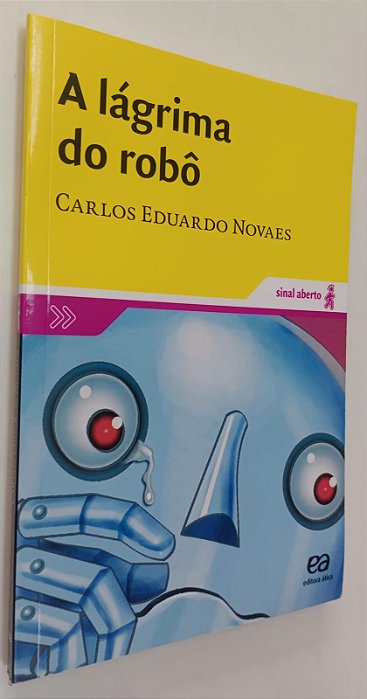 A lágrima
do robô
CARLOS EDUARDO NOVAES
sinal aberto
ea
editora ática